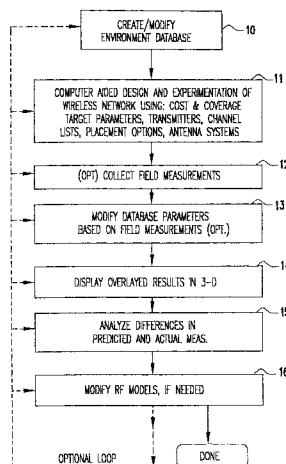 CREATE/MODIFY
ENVIRONMENT DATABASE
10
11
COMPUTER AIDED DESIGN AND EXPERIMENTATION OF
WIRELESS NETWORK USING: COST & COVERAGE
TARGET PARAMETERS, TRANSMITTERS, CHANNEL
LISTS, PLACEMENT OPTIONS, ANTENNA SYSTEMS
12
(OPT) COLLECT FIELD MEASUREMENTS
13
MODIFY DATABASE PARAMETERS
BASED ON FIELD MEASUREMENTS (OPT.)
14
DISPLAY OVERLAYED RESULTS IN 3-D
15
ANALYZE DIFFERENCES IN
PREDICTED AND ACTUAL MEAS.
16
MODIFY RF MODELS, IF NEEDED
OPTIONAL LOOP
DONE